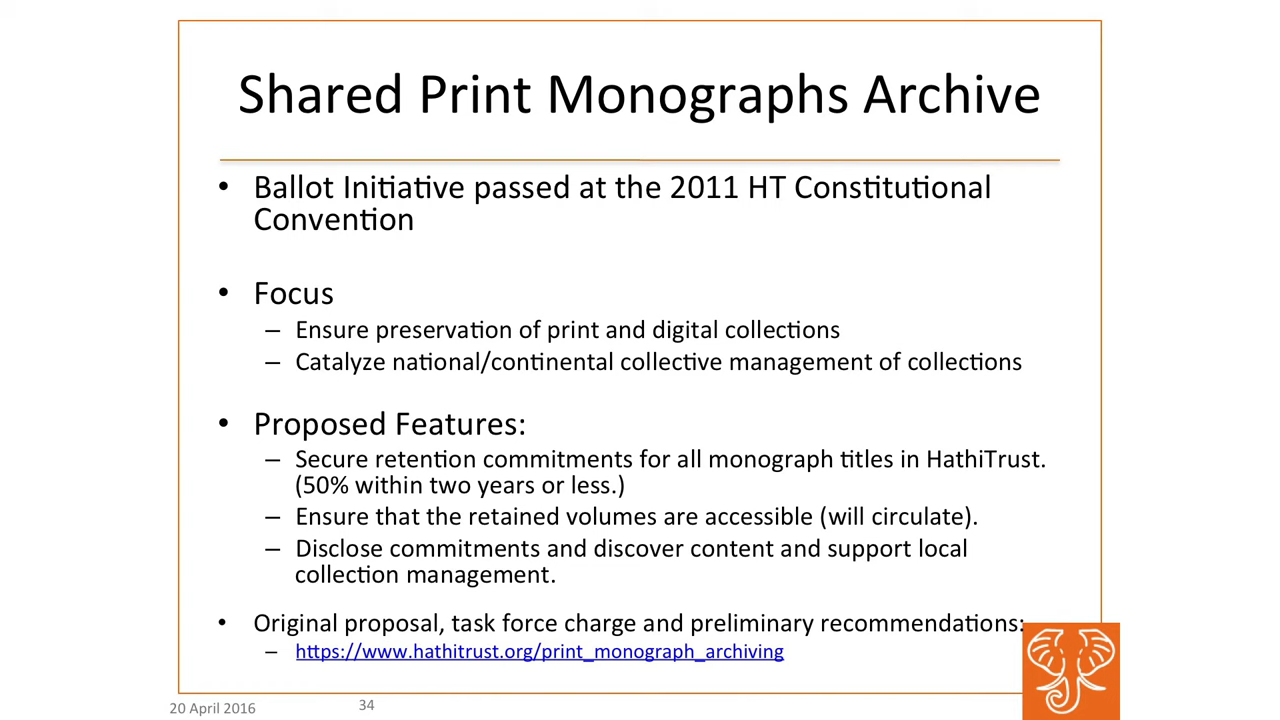 Shared Print Monographs Archive
• Ballot Initiative passed at the 2011 HT Constitutional
Convention
• Focus
– Ensure preservation of print and digital collections
– Catalyze national/continental collective management of collections
• Proposed Features:
– Secure retention commitments for all monograph titles in HathiTrust.
(50% within two years or less.)
– Ensure that the retained volumes are accessible (will circulate).
– Disclose commitments and discover content and support local
collection management.
• Original proposal, task force charge and preliminary recommendations:
– https://www.hathitrust.org/print_monograph_archiving
20 April 2016
34